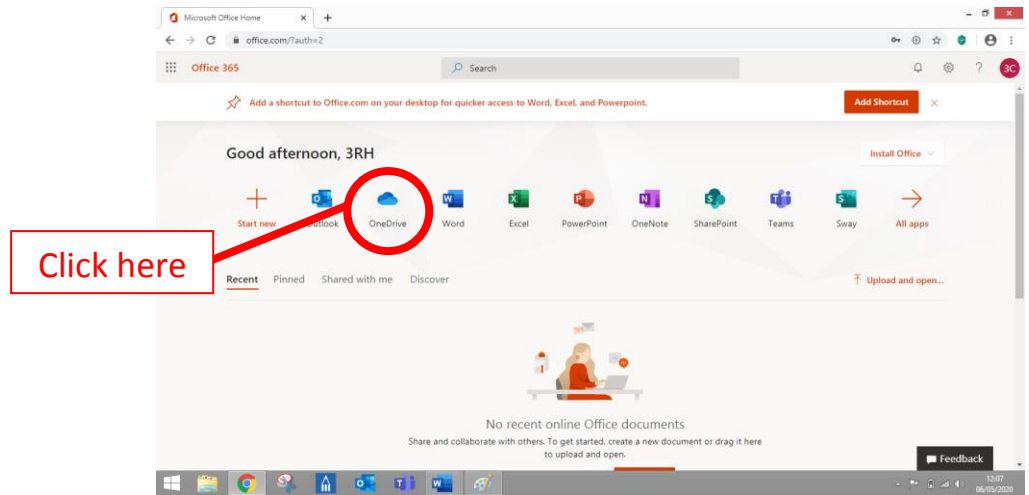 Microsoft Office Home
office.com/?auth=2
Office 365
Search
3C
Add a shortcut to Office.com on your desktop for quicker access to Word, Excel, and Powerpoint.
Add Shortcut
Good afternoon, 3RH
Install Office
Start new
Outlook
OneDrive
Word
Excel
PowerPoint
OneNote
SharePoint
Teams
Sway
All apps
Click here
Recent Pinned Shared with me Discover
Upload and open...
No recent online Office documents
Share and collaborate with others. To get started, create a new document or drag it here
to upload and open.
Feedback
12:07
06/05/2020